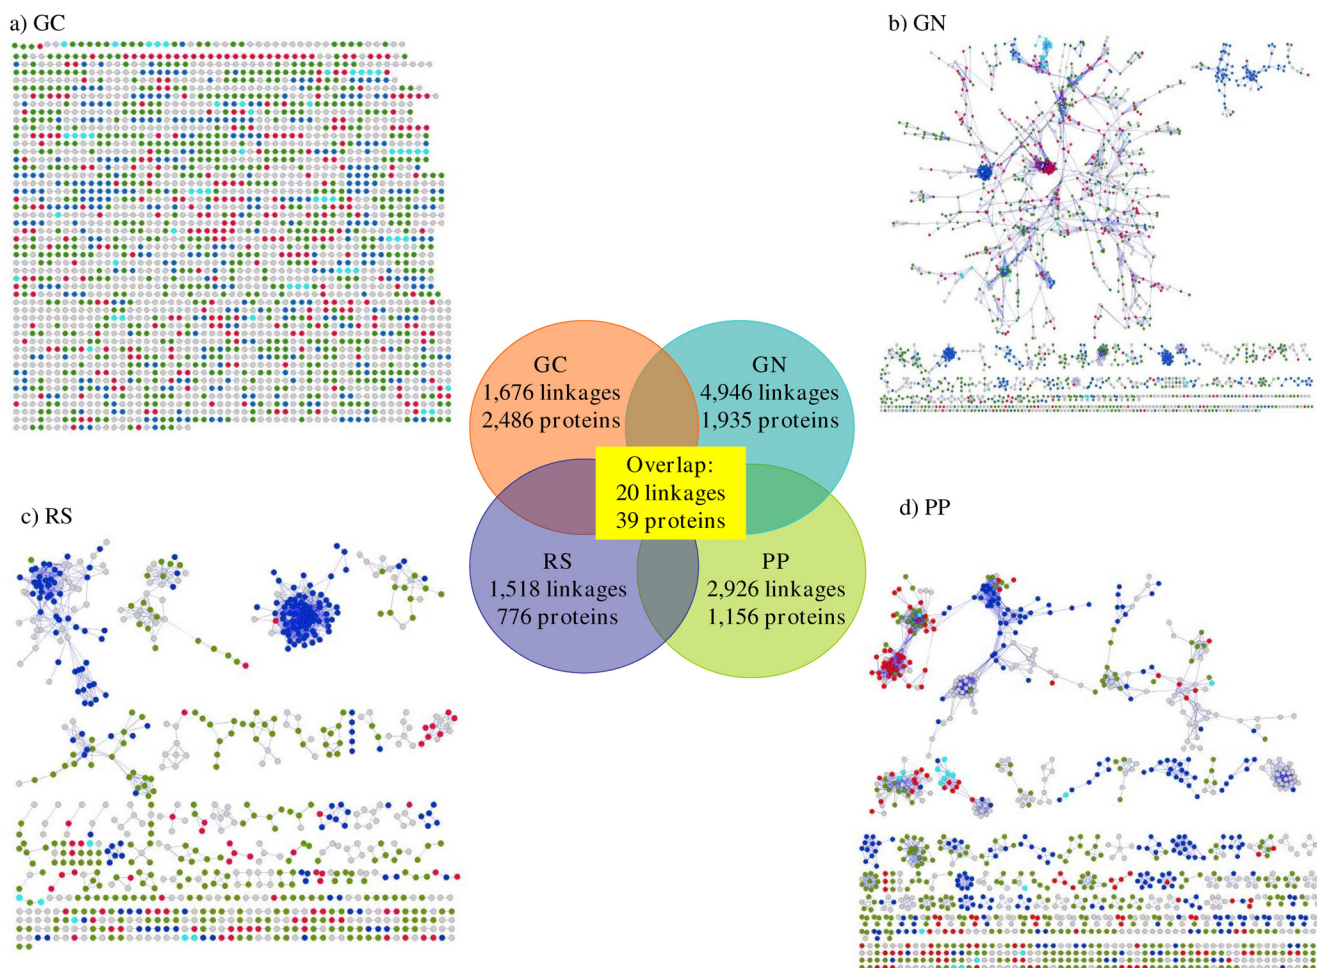 a) GC
b) GN
GC
1,676 linkages
2,486 proteins
GN
4,946 linkages
1,935 proteins
Overlap:
20 linkages
39 proteins
c) RS
d) PP
RS
1,518 linkages
776 proteins
PP
2,926 linkages
1,156 proteins